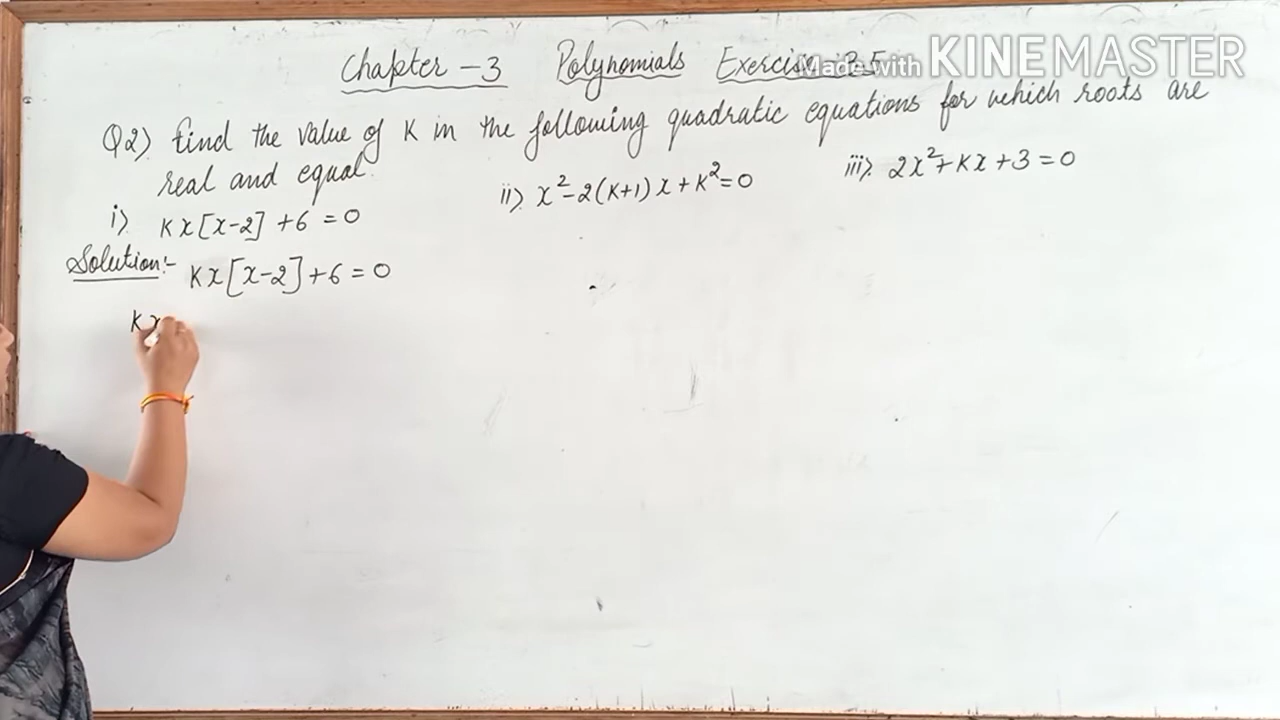 Chapter - 3 Polynomials Exercise
Made with KINEMASTER
Q2). find the value of K in the following quadratic equations for which roots are
real and equal.
i). Kx[x-2] +6 = 0
ii). x²-2(K+1)x+K²=0
iii). 2x²+Kx+3=0
Solution:- Kx[x-2]+6=0
Kx